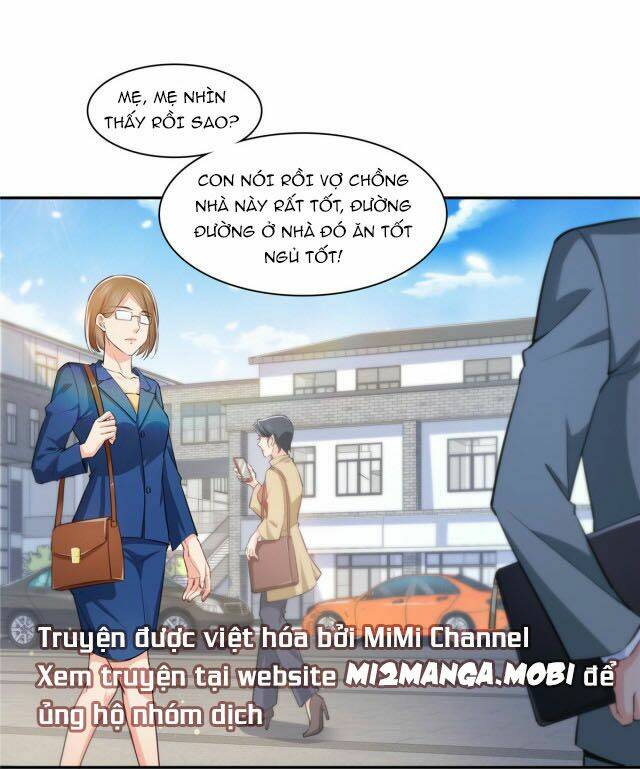 MẸ, MẸ NHÌN
THẤY RỒI SAO?
CON NÓI RỒI VỢ CHỒNG
NHÀ NÀY RẤT TỐT, ĐƯỜNG
ĐƯỜNG Ở NHÀ ĐÓ ĂN TỐT
NGỦ TỐT!
Truyện được việt hóa bởi MiMi Channel
Xem truyện tại website MI2MANGA.MOBI để
ủng hộ nhóm dịch